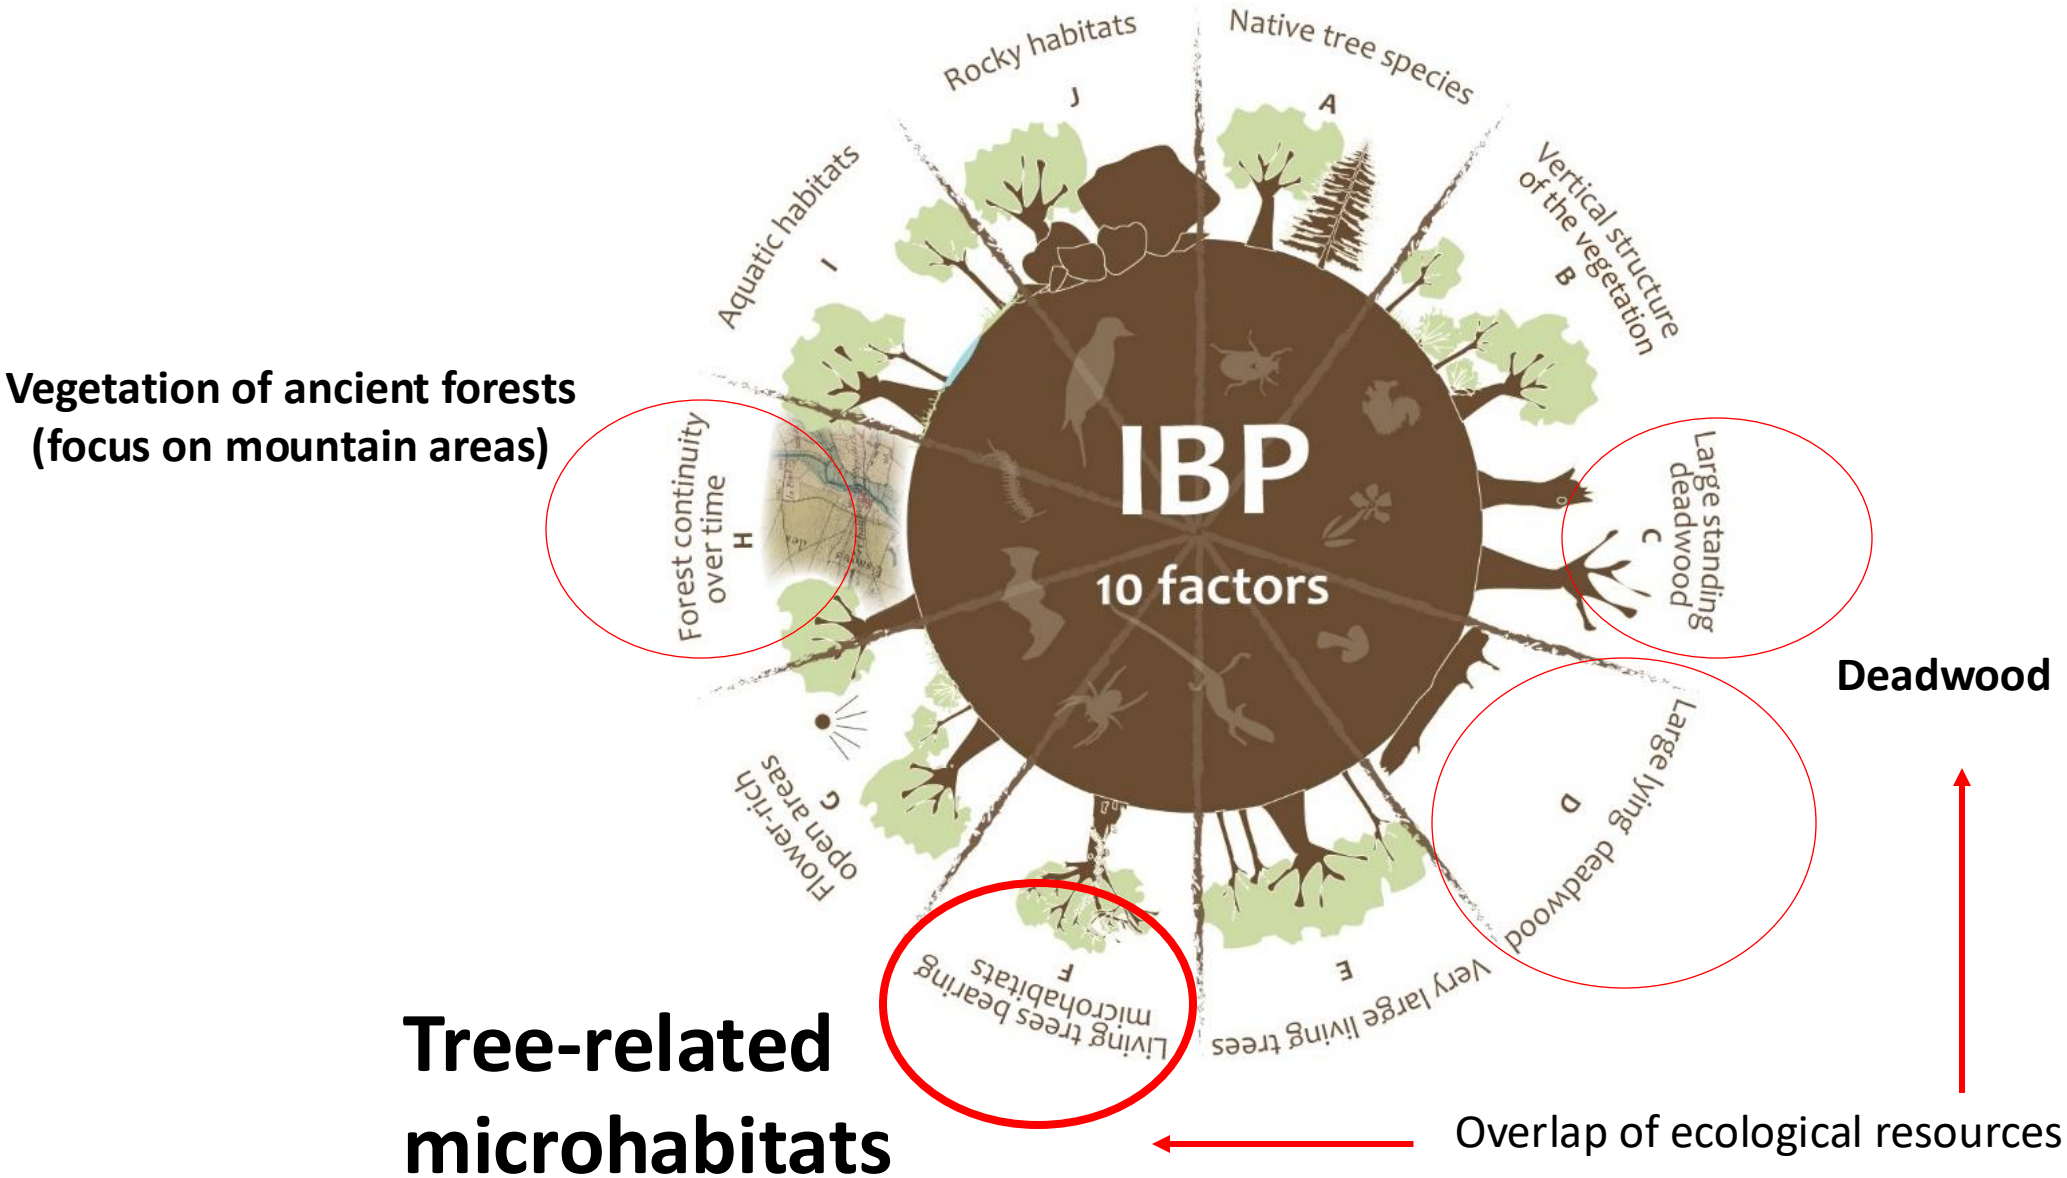 Rocky habitats
J
Native tree species
A
Vertical structure
of the vegetation
B
Aquatic habitats
I
Vegetation of ancient forests
(focus on mountain areas)
Forest continuity
over time
H
IBP
10 factors
Large standing
deadwood
C
Deadwood
Large lying deadwood
D
Flower-rich
open areas
G
Living trees bearing
microhabitats
F
Very large living trees
E
Tree-related
microhabitats
Overlap of ecological resources